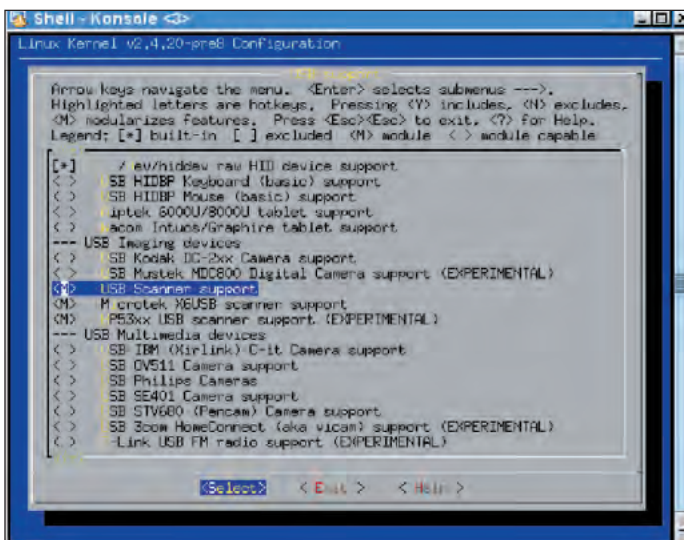 Shell - Konsole <3>
Linux Kernel v2.4.20-pre8 Configuration
USB support
Arrow keys navigate the menu. <Enter> selects submenus --->.
Highlighted letters are hotkeys. Pressing <Y> includes, <N> excludes,
<M> modularizes features. Press <Esc><Esc> to exit, <?> for Help.
Legend: [*] built-in [ ] excluded <M> module < > module capable
[*] /dev/hiddev raw HID device support
< > USB HIDBP Keyboard (basic) support
< > USB HIDBP Mouse (basic) support
< > Aiptek 6000U/8000U tablet support
< > Wacom Intuos/Graphire tablet support
--- USB Imaging devices
< > USB Kodak DC-2xx Camera support
< > USB Mustek MDC800 Digital Camera support (EXPERIMENTAL)
<M> USB Scanner support
<M> Microtek X6USB scanner support
<M> HP53xx USB scanner support (EXPERIMENTAL)
--- USB Multimedia devices
< > USB IBM (Xirlink) C-it Camera support
< > USB OV511 Camera support
< > USB Philips Cameras
< > USB SE401 Camera support
< > USB STV680 (Pencam) Camera support
< > USB 3com HomeConnect (aka vicam) support (EXPERIMENTAL)
< > D-Link USB FM radio support (EXPERIMENTAL)
<Select> < Exit > < Help >